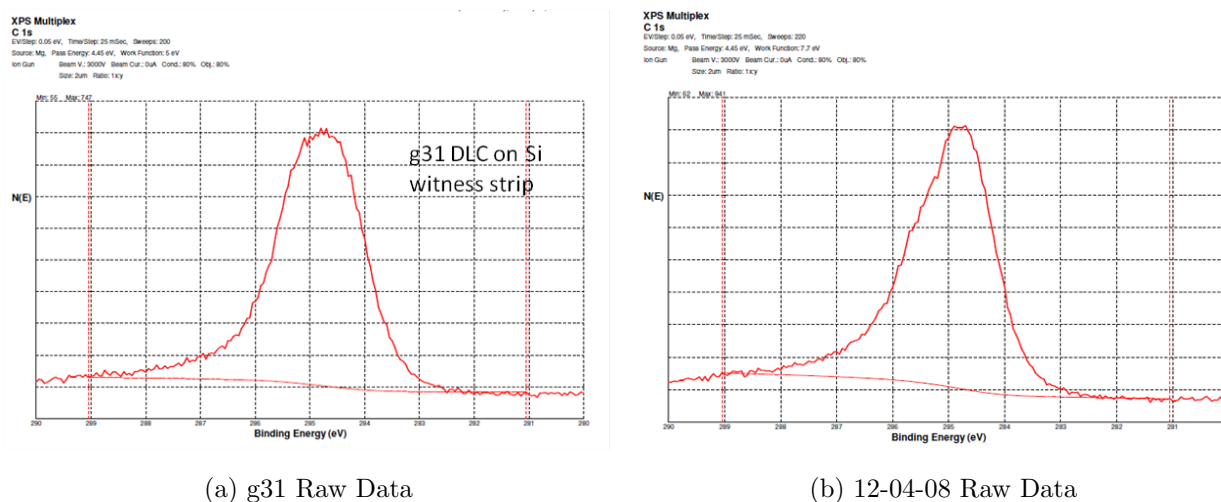 XPS Multiplex
C 1s
EV/Step: 0.05 eV, Time/Step: 25 mSec, Sweeps: 200
Source: Mg, Pass Energy: 4.45 eV, Work Function: 5 eV
Ion Gun Beam V.: 3000V Beam Cur.: 0uA Cond.: 80% Obj.: 80%
Size: 2um Ratio: 1x:y
Min: 55 Max: 747
g31 DLC on Si
witness strip
N(E)
290 289 288 287 286 285 284 283 282 281 280
Binding Energy (eV)
(a) g31 Raw Data
XPS Multiplex
C 1s
EV/Step: 0.05 eV, Time/Step: 25 mSec, Sweeps: 220
Source: Mg, Pass Energy: 4.45 eV, Work Function: 7.7 eV
Ion Gun Beam V.: 3000V Beam Cur.: 0uA Cond.: 80% Obj.: 80%
Size: 2um Ratio: 1x:y
Min: 62 Max: 941
N(E)
290 289 288 287 286 285 284 283 282 281
Binding Energy (eV)
(b) 12-04-08 Raw Data